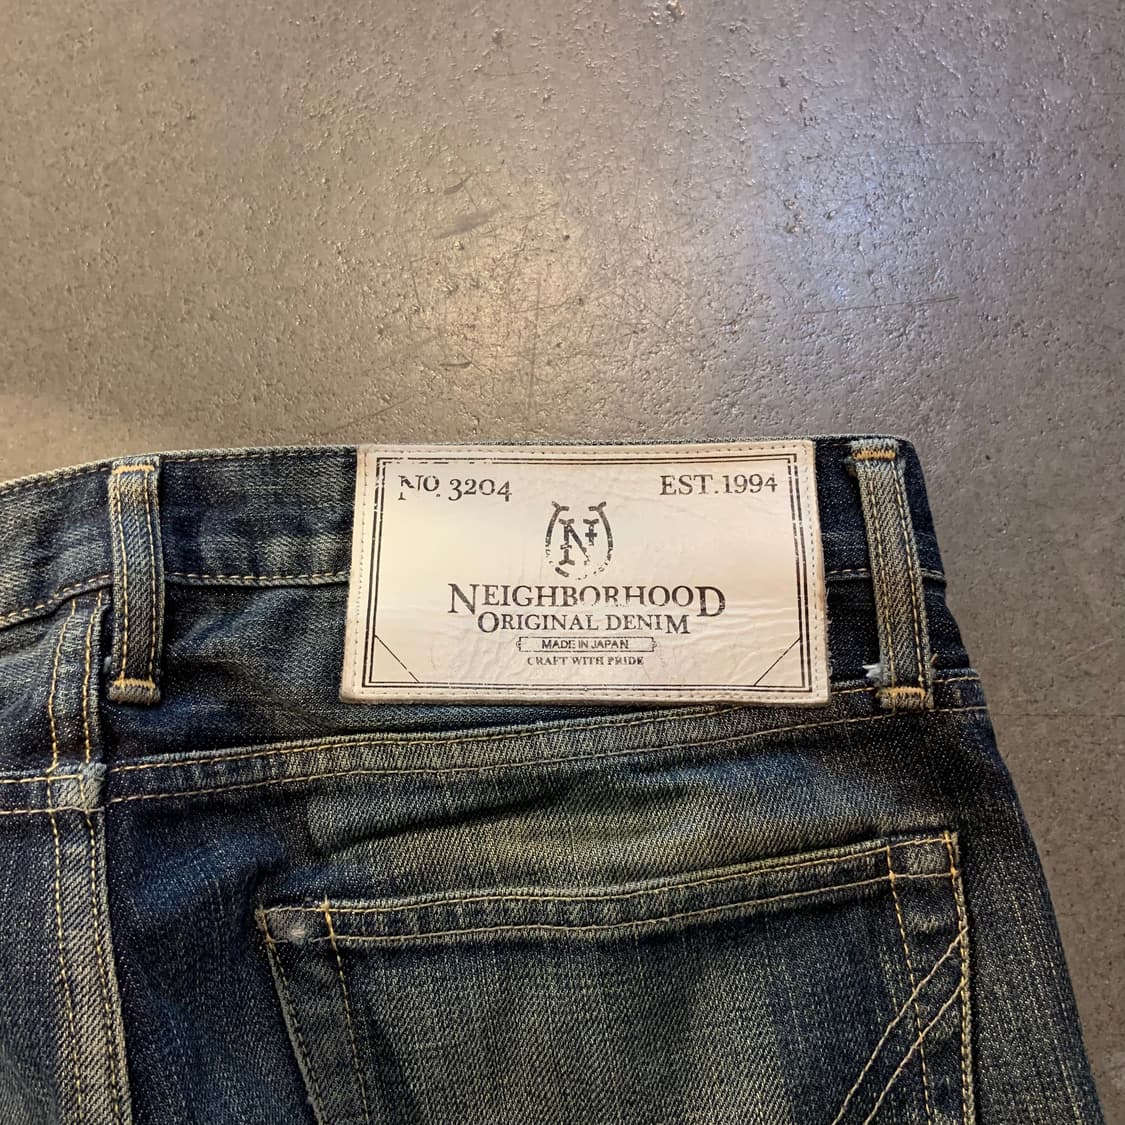 NO. 3204 EST.1994
N
NEIGHBORHOOD
ORIGINAL DENIM
MADE IN JAPAN
CRAFT WITH PRIDE